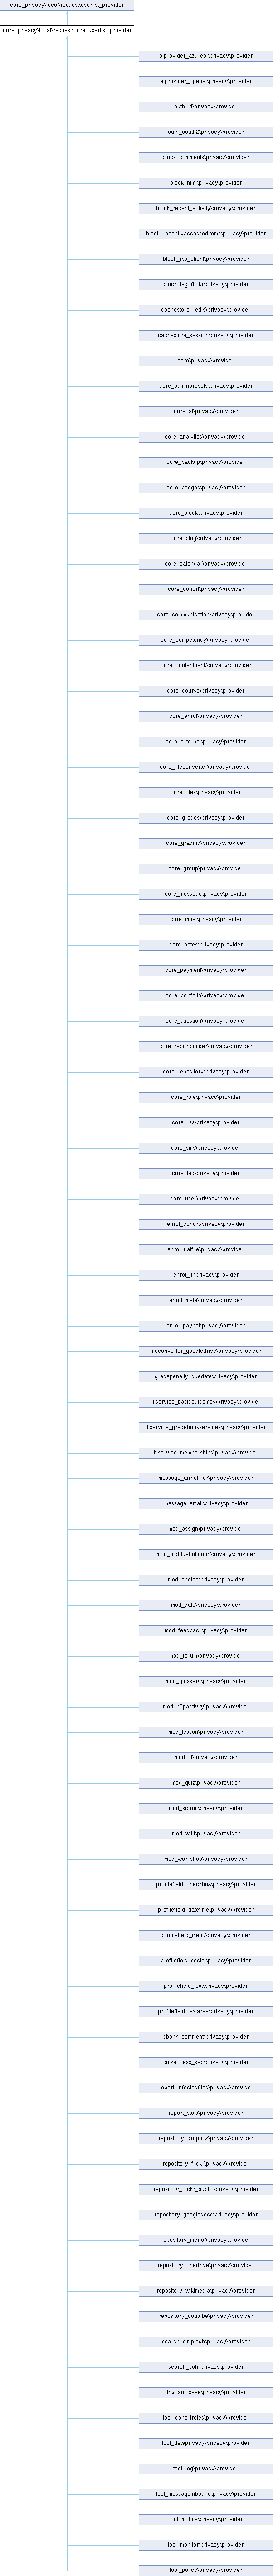 core_privacy\local\request\userlist_provider
core_privacy\local\request\core_userlist_provider
aiprovider_azureai\privacy\provider
aiprovider_openai\privacy\provider
auth_lti\privacy\provider
auth_oauth2\privacy\provider
block_comments\privacy\provider
block_html\privacy\provider
block_recent_activity\privacy\provider
block_recentlyaccesseditems\privacy\provider
block_rss_client\privacy\provider
block_tag_flickr\privacy\provider
cachestore_redis\privacy\provider
cachestore_session\privacy\provider
core\privacy\provider
core_adminpresets\privacy\provider
core_ai\privacy\provider
core_analytics\privacy\provider
core_backup\privacy\provider
core_badges\privacy\provider
core_block\privacy\provider
core_blog\privacy\provider
core_calendar\privacy\provider
core_cohort\privacy\provider
core_communication\privacy\provider
core_competency\privacy\provider
core_contentbank\privacy\provider
core_course\privacy\provider
core_enrol\privacy\provider
core_external\privacy\provider
core_fileconverter\privacy\provider
core_files\privacy\provider
core_grades\privacy\provider
core_grading\privacy\provider
core_group\privacy\provider
core_message\privacy\provider
core_mnet\privacy\provider
core_notes\privacy\provider
core_payment\privacy\provider
core_portfolio\privacy\provider
core_question\privacy\provider
core_reportbuilder\privacy\provider
core_repository\privacy\provider
core_role\privacy\provider
core_rss\privacy\provider
core_sms\privacy\provider
core_tag\privacy\provider
core_user\privacy\provider
enrol_cohort\privacy\provider
enrol_flatfile\privacy\provider
enrol_lti\privacy\provider
enrol_meta\privacy\provider
enrol_paypal\privacy\provider
fileconverter_googledrive\privacy\provider
gradepenalty_duedate\privacy\provider
ltiservice_basicoutcomes\privacy\provider
ltiservice_gradebookservices\privacy\provider
ltiservice_memberships\privacy\provider
message_airnotifier\privacy\provider
message_email\privacy\provider
mod_assign\privacy\provider
mod_bigbluebuttonbn\privacy\provider
mod_choice\privacy\provider
mod_data\privacy\provider
mod_feedback\privacy\provider
mod_forum\privacy\provider
mod_glossary\privacy\provider
mod_h5pactivity\privacy\provider
mod_lesson\privacy\provider
mod_lti\privacy\provider
mod_quiz\privacy\provider
mod_scorm\privacy\provider
mod_wiki\privacy\provider
mod_workshop\privacy\provider
profilefield_checkbox\privacy\provider
profilefield_datetime\privacy\provider
profilefield_menu\privacy\provider
profilefield_social\privacy\provider
profilefield_text\privacy\provider
profilefield_textarea\privacy\provider
qbank_comment\privacy\provider
quizaccess_seb\privacy\provider
report_infectedfiles\privacy\provider
report_stats\privacy\provider
repository_dropbox\privacy\provider
repository_flickr\privacy\provider
repository_flickr_public\privacy\provider
repository_googledocs\privacy\provider
repository_merlot\privacy\provider
repository_onedrive\privacy\provider
repository_wikimedia\privacy\provider
repository_youtube\privacy\provider
search_simpledb\privacy\provider
search_solr\privacy\provider
tiny_autosave\privacy\provider
tool_cohortroles\privacy\provider
tool_dataprivacy\privacy\provider
tool_log\privacy\provider
tool_messageinbound\privacy\provider
tool_mobile\privacy\provider
tool_monitor\privacy\provider
tool_policy\privacy\provider